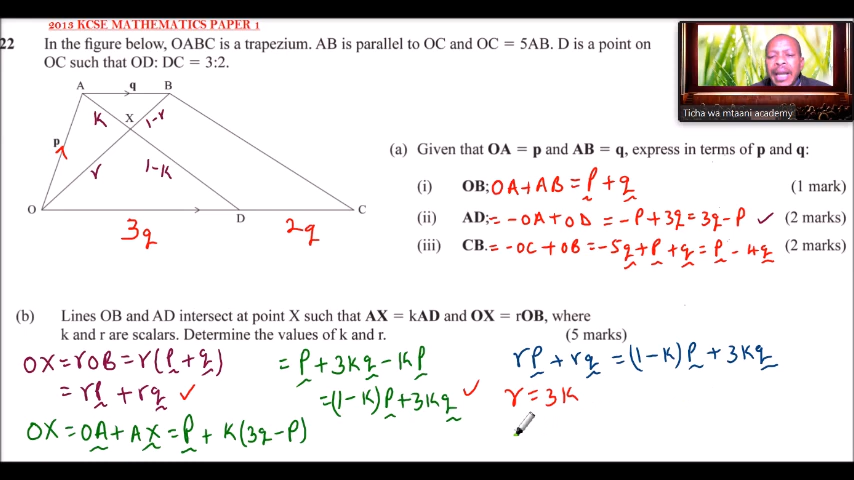 2013 KCSE MATHEMATICS PAPER 1
22 In the figure below, OABC is a trapezium. AB is parallel to OC and OC = 5AB. D is a point on
OC such that OD: DC = 3:2.
A q B
K X 1-r
p
r 1-K
O D C
3q 2q
Ticha wa mtaani academy
(a) Given that OA = p and AB = q, express in terms of p and q:
(i) OB; OA + AB = p + q (1 mark)
(ii) AD; = -OA + OD = -p + 3q = 3q - p ✓ (2 marks)
(iii) CB. = -OC + OB = -5q + p + q = p - 4q (2 marks)
(b) Lines OB and AD intersect at point X such that AX = kAD and OX = rOB, where
k and r are scalars. Determine the values of k and r. (5 marks)
OX = rOB = r(p + q)
= rp + rq ✓
OX = OA + AX = p + K(3q - p)
= p + 3Kq - Kp
= (1 - K)p + 3Kq ✓
rp + rq = (1 - K)p + 3Kq
r = 3K